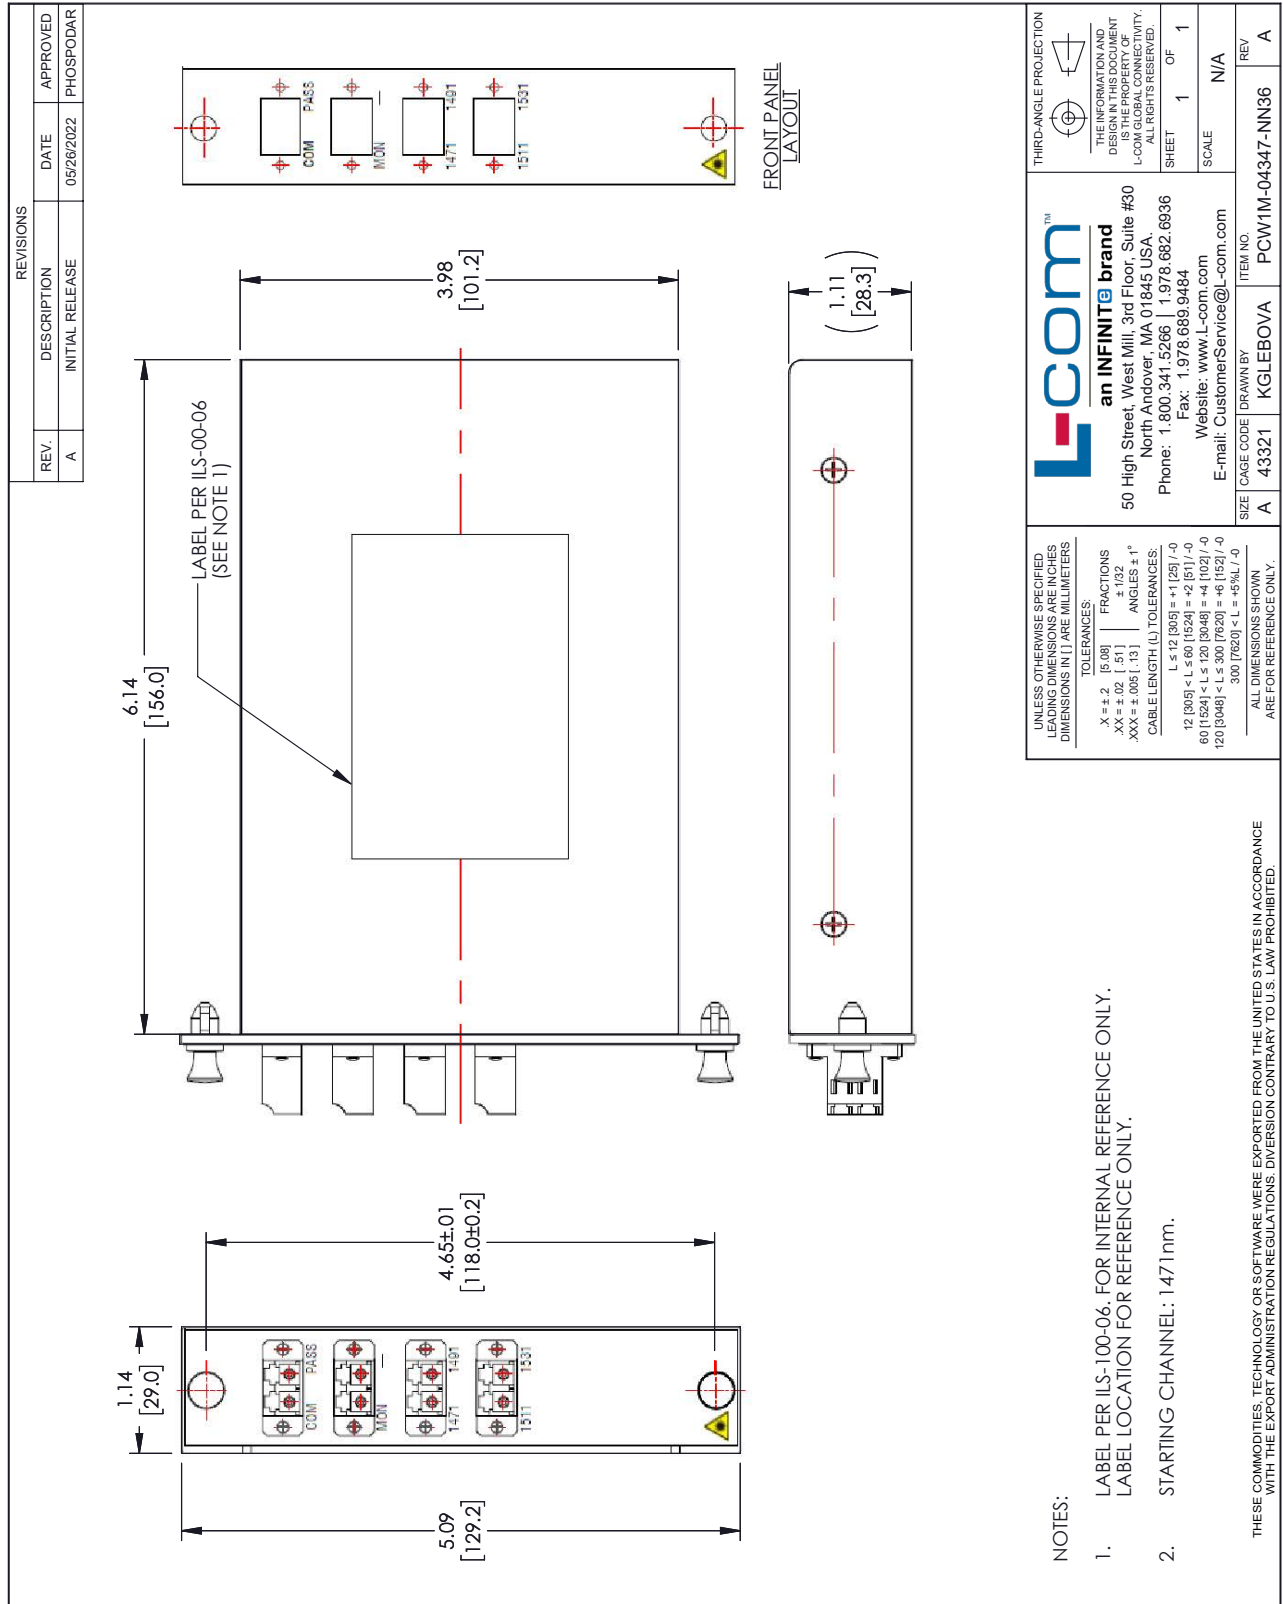 REVISIONS
REV. DESCRIPTION DATE APPROVED
A INITIAL RELEASE 05/26/2022 PHOSPODAR
1.14
[29.0]
5.09
[129.2]
4.65±.01
[118.0±0.2]
COM PASS
MON —
1471 1491
1511 1531
6.14
[156.0]
LABEL PER ILS-00-06
(SEE NOTE 1)
3.98
[101.2]
COM PASS
MON —
1471 1491
1511 1531
FRONT PANEL
LAYOUT
(1.11
[28.3])
NOTES:
1. LABEL PER ILS-100-06. FOR INTERNAL REFERENCE ONLY.
LABEL LOCATION FOR REFERENCE ONLY.
2. STARTING CHANNEL: 1471nm.
THESE COMMODITIES, TECHNOLOGY OR SOFTWARE WERE EXPORTED FROM THE UNITED STATES IN ACCORDANCE
WITH THE EXPORT ADMINISTRATION REGULATIONS. DIVERSION CONTRARY TO U.S. LAW PROHIBITED.
UNLESS OTHERWISE SPECIFIED
LEADING DIMENSIONS ARE INCHES
DIMENSIONS IN [ ] ARE MILLIMETERS
TOLERANCES:
.X = ±.2 [5.08] FRACTIONS
.XX = ±.02 [.51] ± 1/32
.XXX = ±.005 [.13] ANGLES ± 1°
CABLE LENGTH (L) TOLERANCES:
L ≤ 12 [305] = +1 [25] / -0
12 [305] < L ≤ 60 [1524] = +2 [51] / -0
60 [1524] < L ≤ 120 [3048] = +4 [102] / -0
120 [3048] < L ≤ 300 [7620] = +6 [152] / -0
300 [7620] < L = +5%L / -0
ALL DIMENSIONS SHOWN
ARE FOR REFERENCE ONLY.
L-com™
an INFINITe brand
50 High Street, West Mill, 3rd Floor, Suite #30
North Andover, MA 01845 USA.
Phone: 1.800.341.5266 | 1.978.682.6936
Fax: 1.978.689.9484
Website: www.L-com.com
E-mail: CustomerService@L-com.com
THIRD-ANGLE PROJECTION
THE INFORMATION AND
DESIGN IN THIS DOCUMENT
IS THE PROPERTY OF
L-COM GLOBAL CONNECTIVITY.
ALL RIGHTS RESERVED.
SHEET 1 OF 1
SCALE N/A
SIZE A
CAGE CODE 43321
DRAWN BY KGLEBOVA
ITEM NO. PCW1M-04347-NN36
REV A